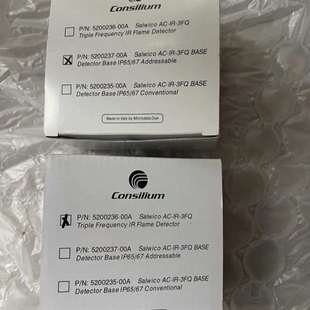 Consilium
P/N: 5200236-00A Salwico AC-IR-3FQ
Triple Frequency IR Flame Detector
P/N: 5200237-00A Salwico AC-IR-3FQ BASE
Detector Base IP65/67 Addressable
P/N: 5200235-00A Salwico AC-IR-3FQ BASE
Detector Base IP65/67 Conventional
Made in Italy by
Consilium
P/N: 5200236-00A Salwico AC-IR-3FQ
Triple Frequency IR Flame Detector
P/N: 5200237-00A Salwico AC-IR-3FQ BASE
Detector Base IP65/67 Addressable
P/N: 5200235-00A Salwico AC-IR-3FQ BASE
Detector Base IP65/67 Conventional